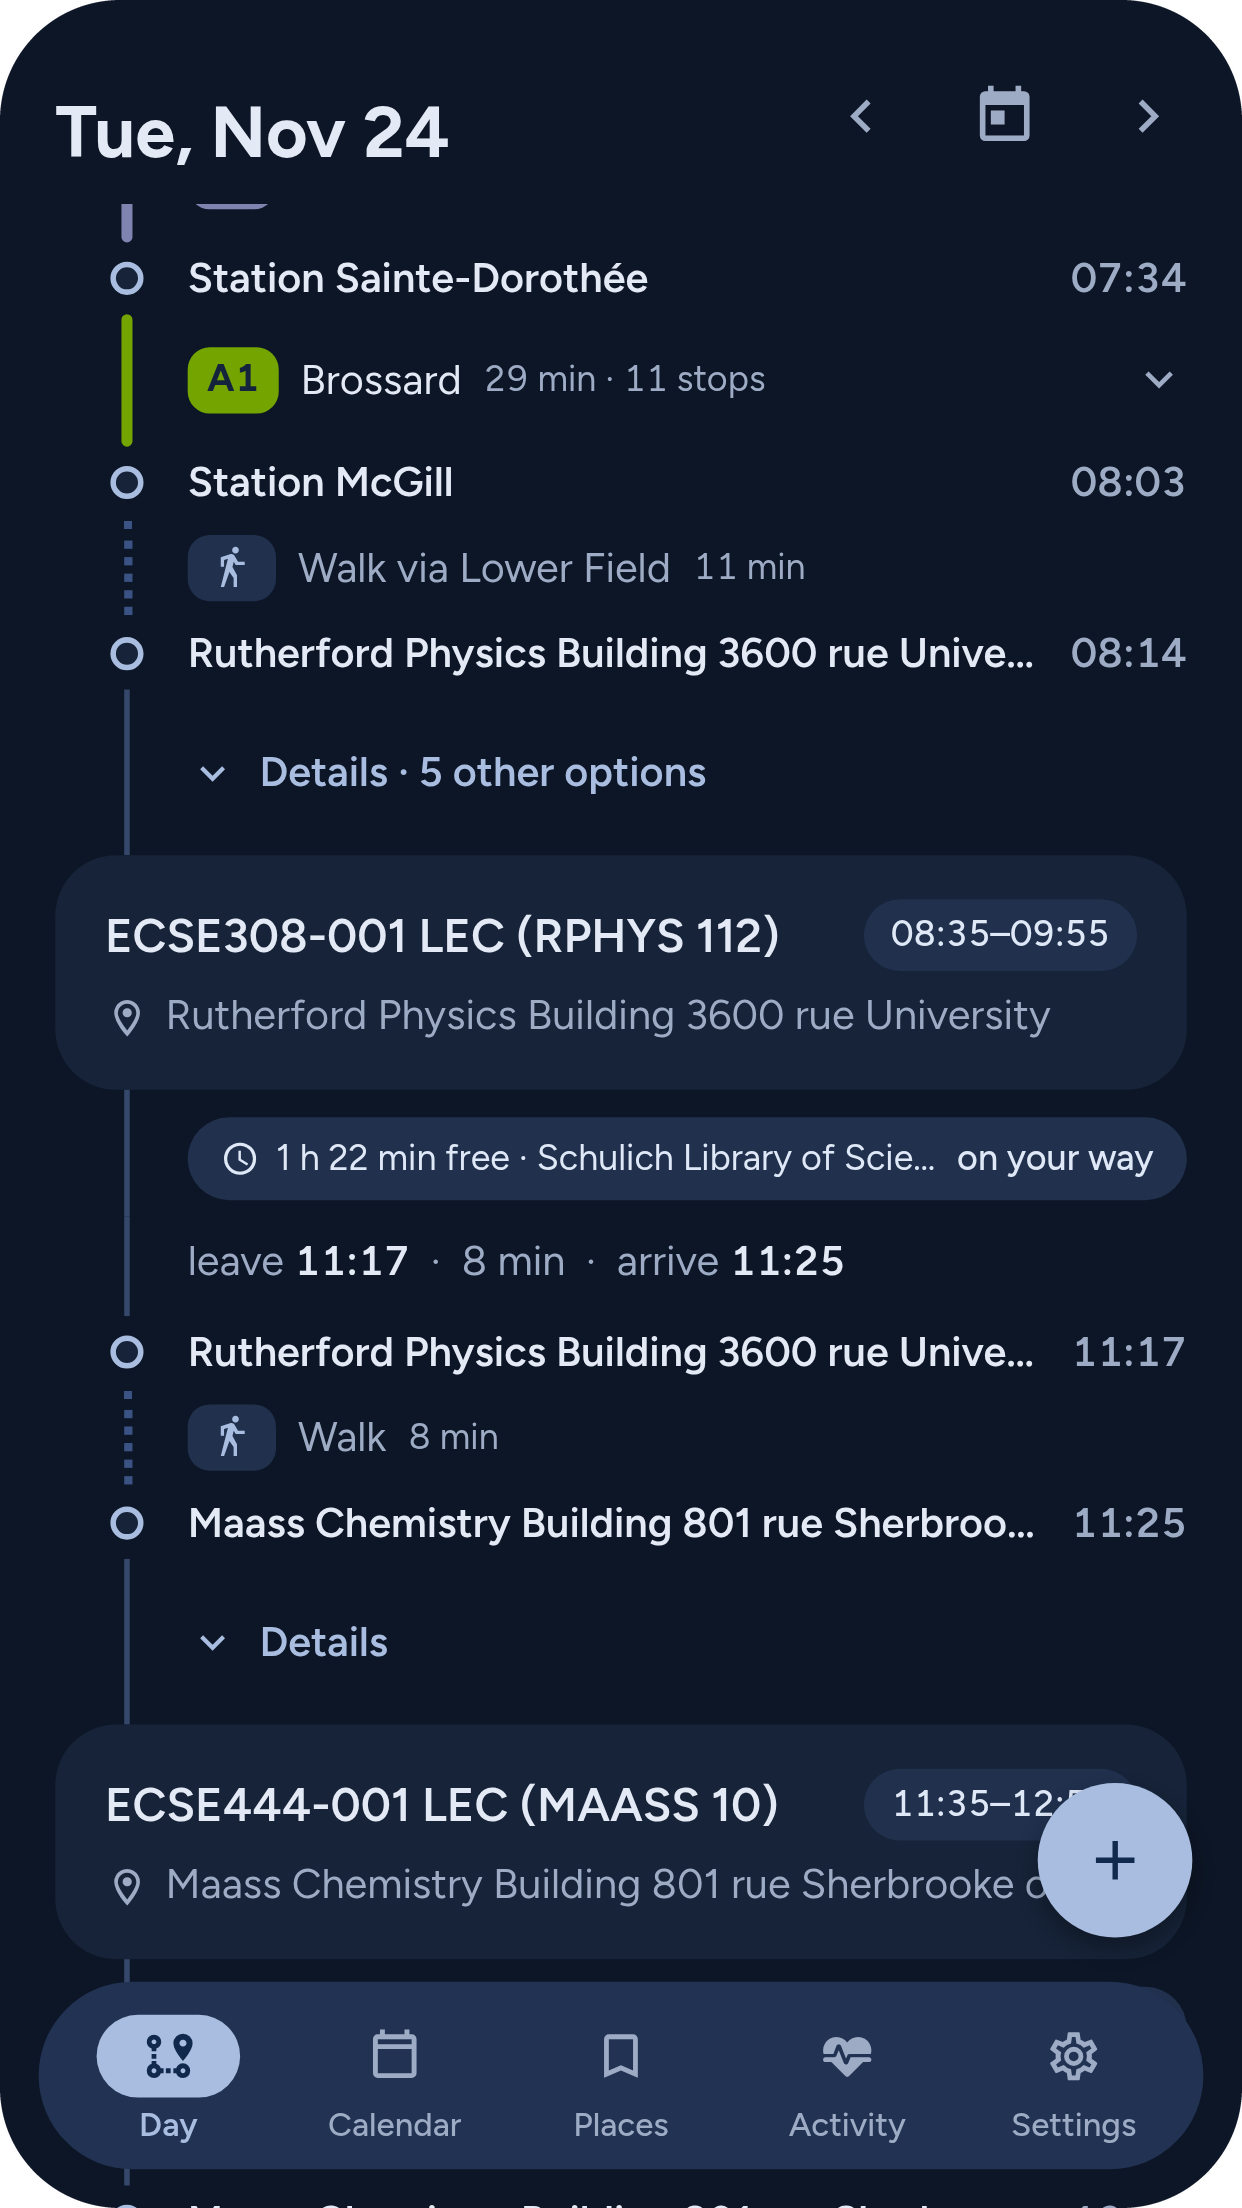 Tue, Nov 24
Station Sainte-Dorothée 07:34
A1 Brossard 29 min · 11 stops
Station McGill 08:03
Walk via Lower Field 11 min
Rutherford Physics Building 3600 rue Unive... 08:14
Details · 5 other options
ECSE308-001 LEC (RPHYS 112) 08:35–09:55
Rutherford Physics Building 3600 rue University
1 h 22 min free · Schulich Library of Scie... on your way
leave 11:17 · 8 min · arrive 11:25
Rutherford Physics Building 3600 rue Unive... 11:17
Walk 8 min
Maass Chemistry Building 801 rue Sherbroo... 11:25
Details
ECSE444-001 LEC (MAASS 10) 11:35–12:
Maass Chemistry Building 801 rue Sherbrooke
Day Calendar Places Activity Settings